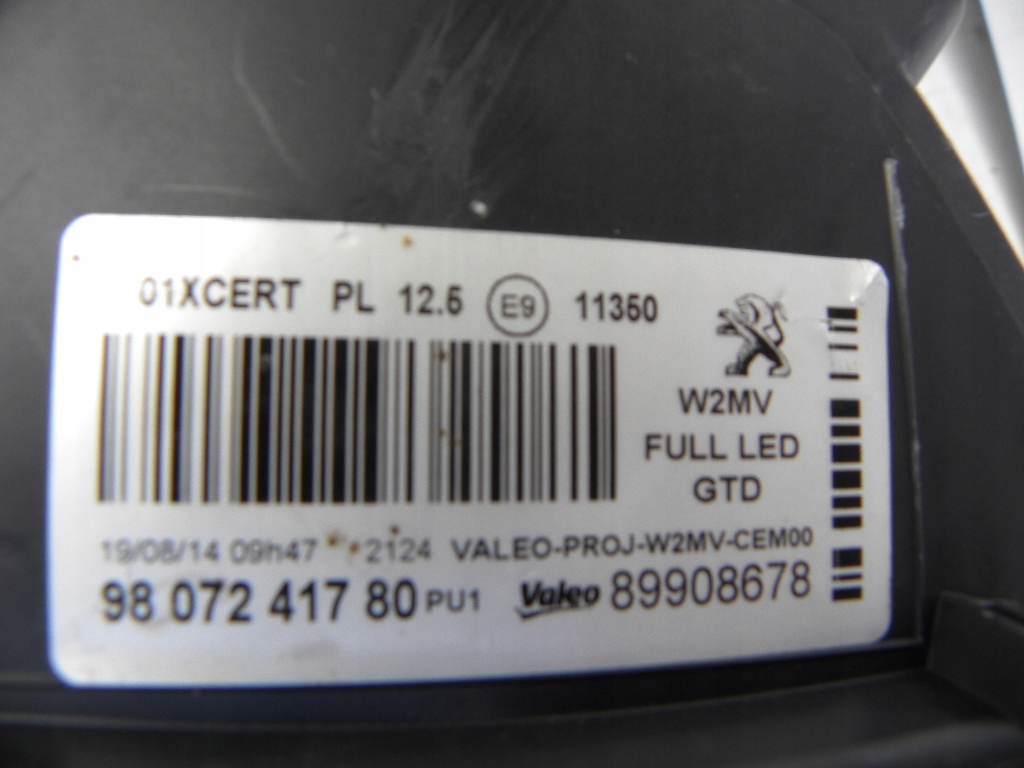 01XCERT PL 12.5 E9 11350
W2MV
FULL LED
GTD
19/08/14 09h47 2124 VALEO-PROJ-W2MV-CEM00
98 072 417 80 PU1 Valeo 89908678